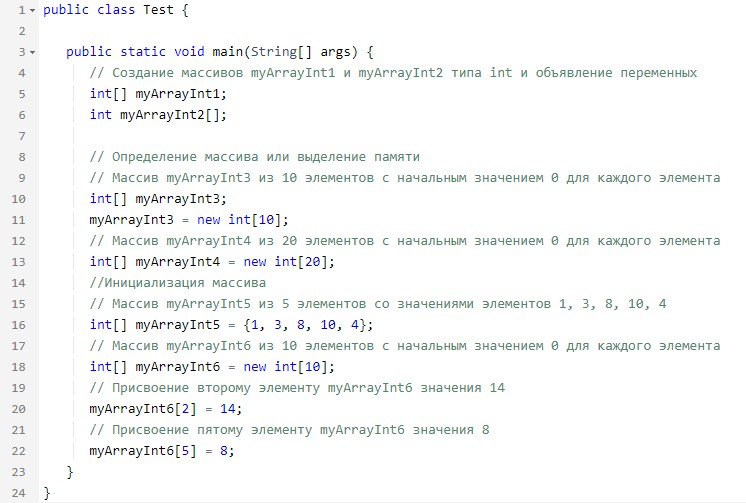 1 public class Test {
2
3 public static void main(String[] args) {
4 // Создание массивов myArrayInt1 и myArrayInt2 типа int и объявление переменных
5 int[] myArrayInt1;
6 int myArrayInt2[];
7
8 // Определение массива или выделение памяти
9 // Массив myArrayInt3 из 10 элементов с начальным значением 0 для каждого элемента
10 int[] myArrayInt3;
11 myArrayInt3 = new int[10];
12 // Массив myArrayInt4 из 20 элементов с начальным значением 0 для каждого элемента
13 int[] myArrayInt4 = new int[20];
14 //Инициализация массива
15 // Массив myArrayInt5 из 5 элементов со значениями элементов 1, 3, 8, 10, 4
16 int[] myArrayInt5 = {1, 3, 8, 10, 4};
17 // Массив myArrayInt6 из 10 элементов с начальным значением 0 для каждого элемента
18 int[] myArrayInt6 = new int[10];
19 // Присвоение второму элементу myArrayInt6 значения 14
20 myArrayInt6[2] = 14;
21 // Присвоение пятому элементу myArrayInt6 значения 8
22 myArrayInt6[5] = 8;
23 }
24 }